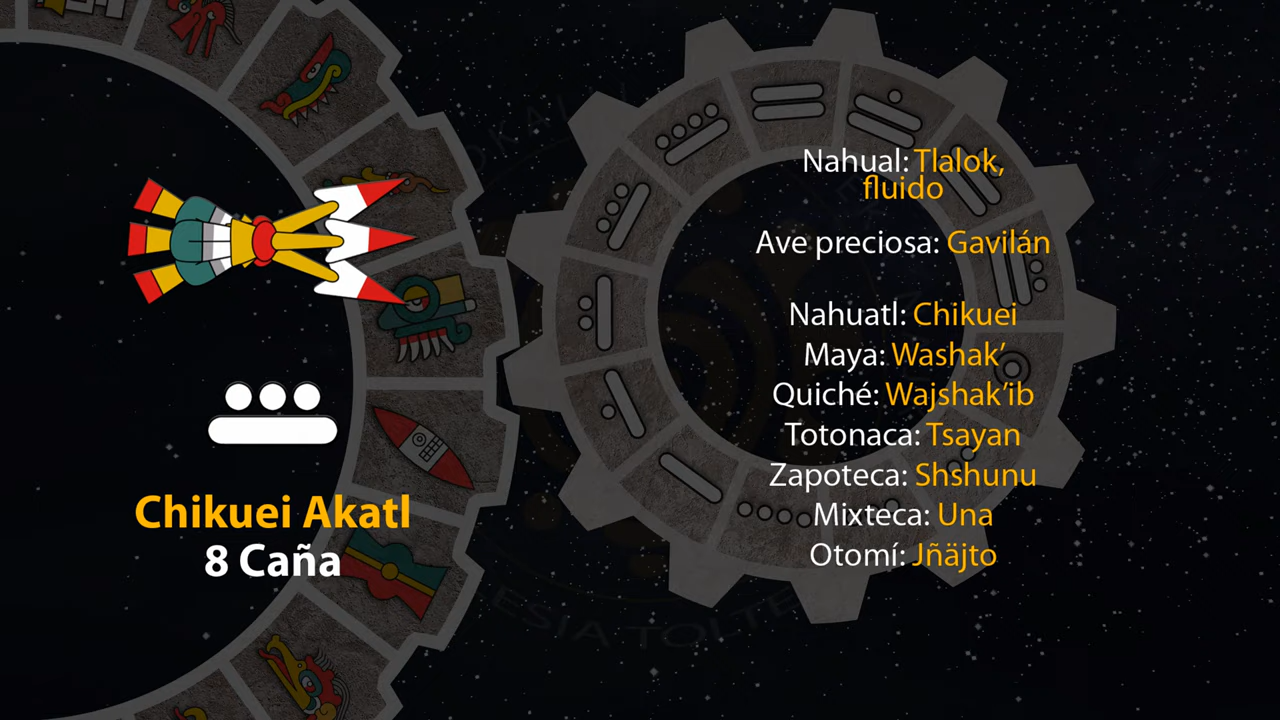 Chikuei Akatl
8 Caña
Nahual: Tlalok,
fluido
Ave preciosa: Gavilán
Nahuatl: Chikuei
Maya: Washak’
Quiché: Wajshak’ib
Totonaca: Tsayan
Zapoteca: Shshunu
Mixteca: Una
Otomí: Jñäjto